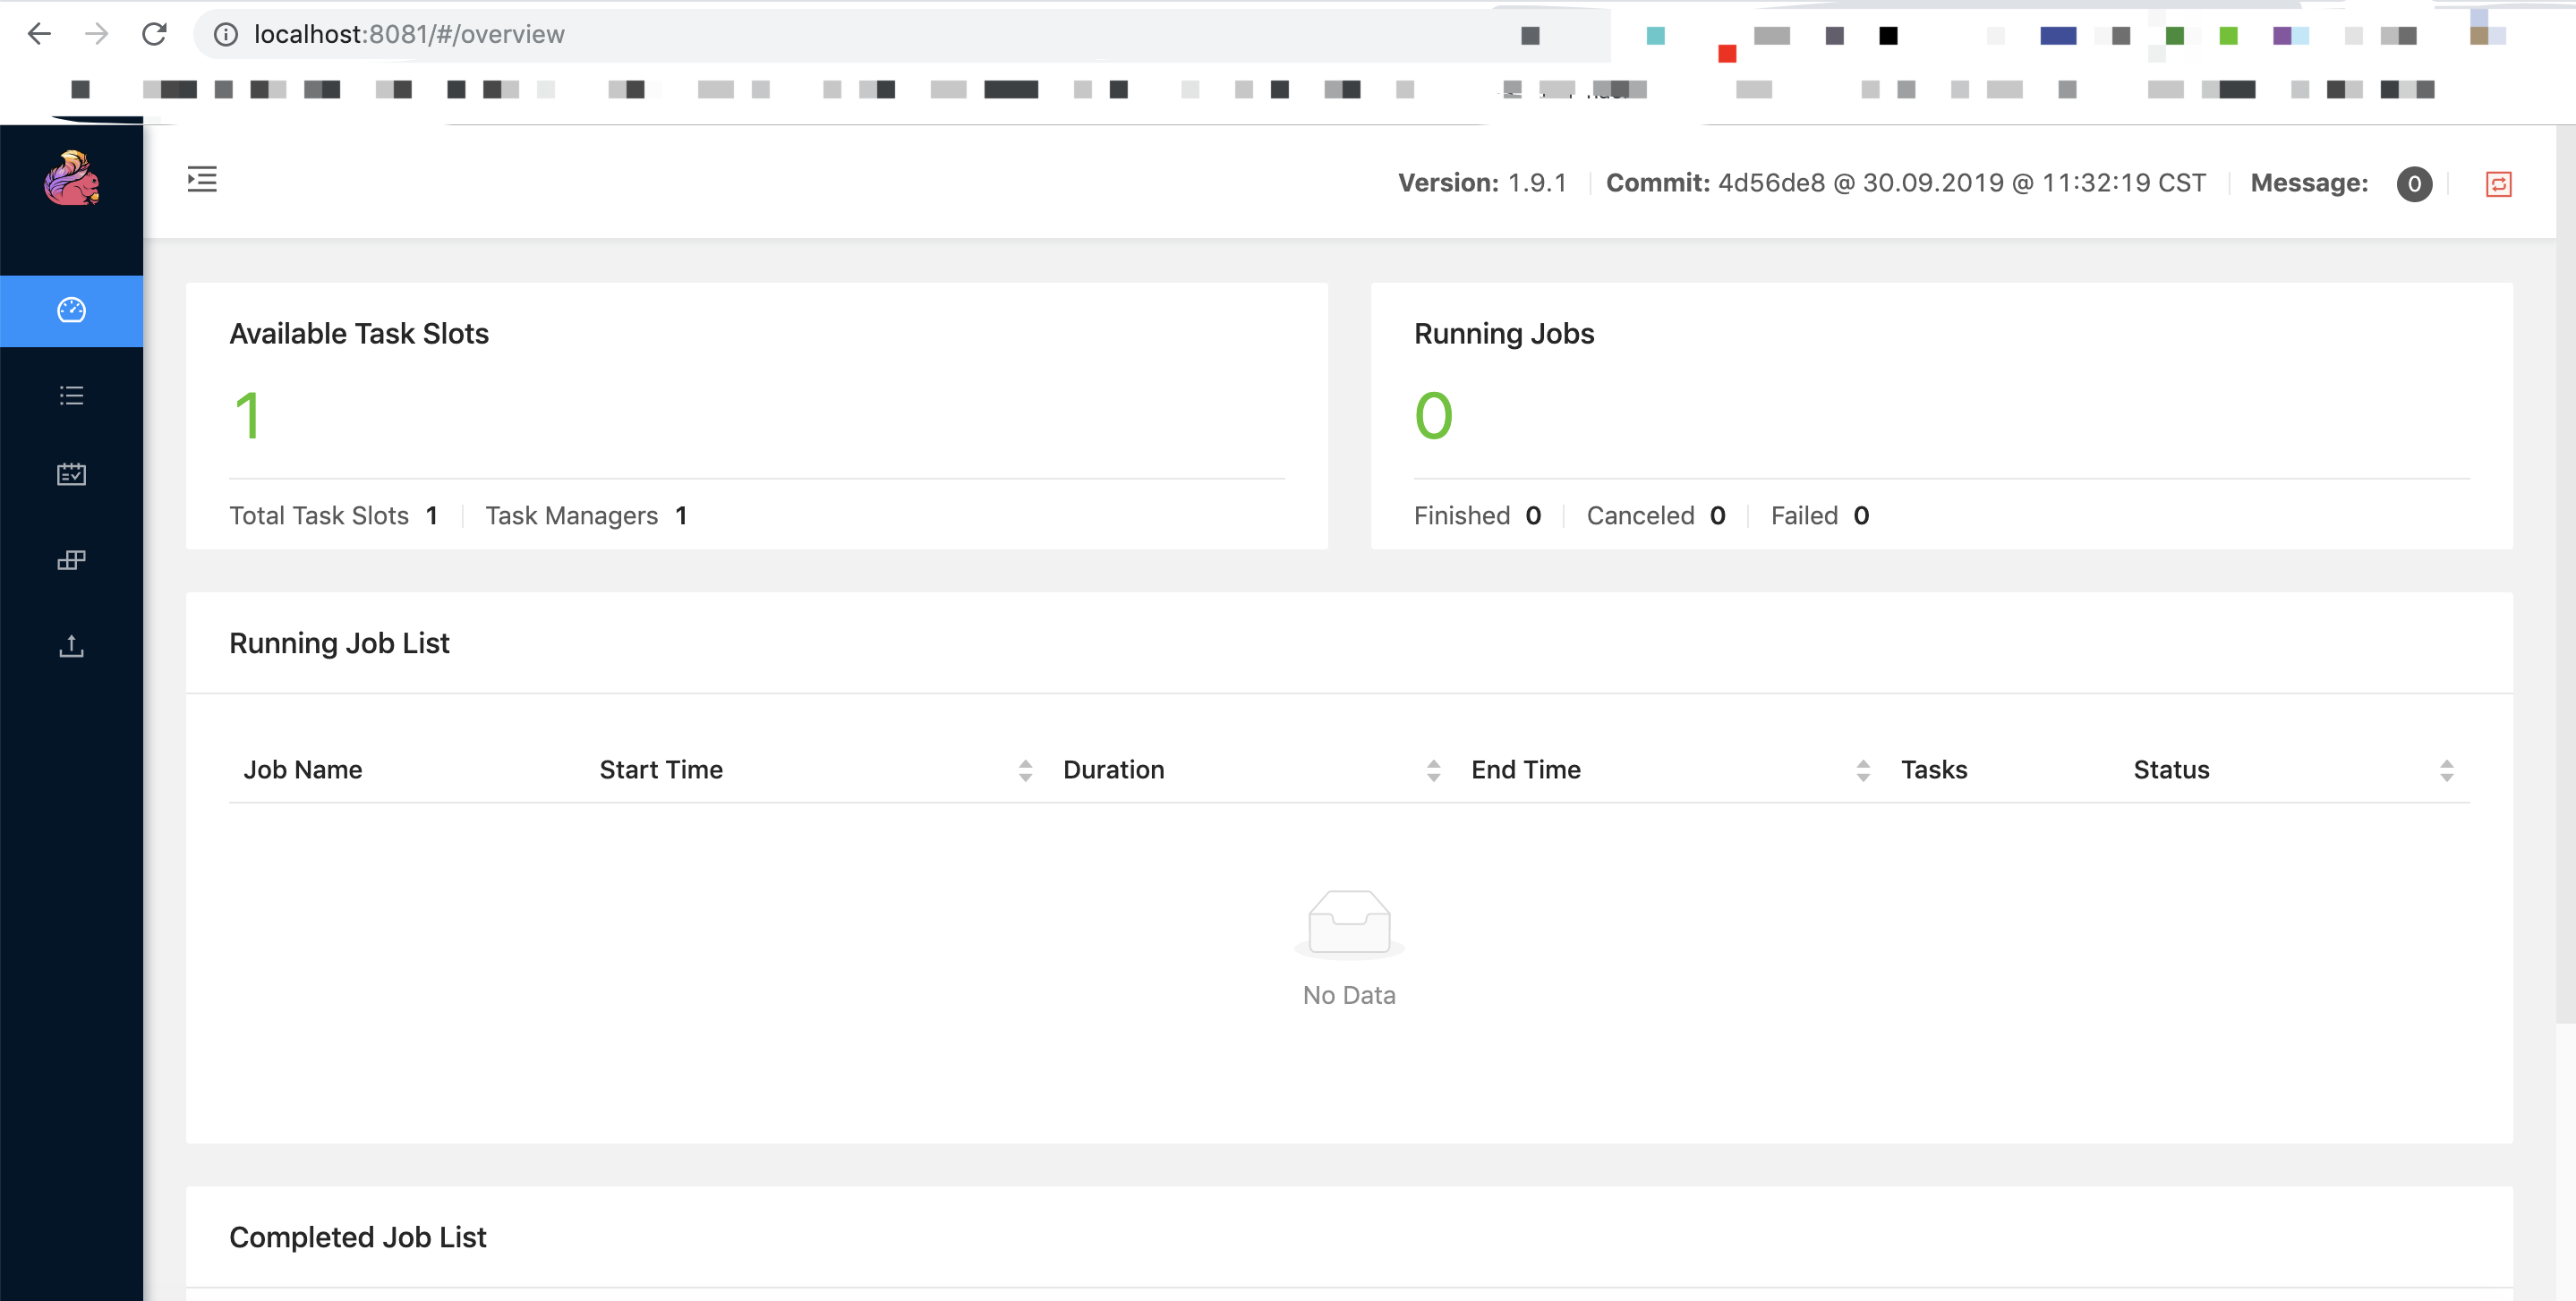 localhost:8081/#/overview
Version: 1.9.1 Commit: 4d56de8 @ 30.09.2019 @ 11:32:19 CST Message: 0
Available Task Slots
1
Total Task Slots 1 Task Managers 1
Running Jobs
0
Finished 0 Canceled 0 Failed 0
Running Job List
Job Name Start Time Duration End Time Tasks Status
No Data
Completed Job List